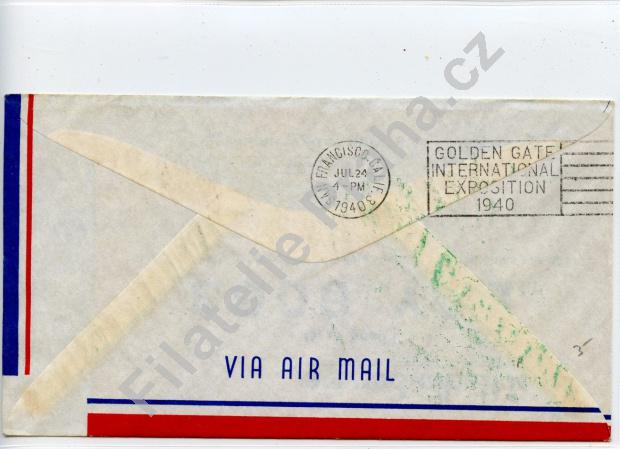 SAN FRANCISCO, CALIF. 3
JUL 24
4-PM
1940
GOLDEN GATE
INTERNATIONAL
EXPOSITION
1940
VIA AIR MAIL
Filatelie Praha.cz